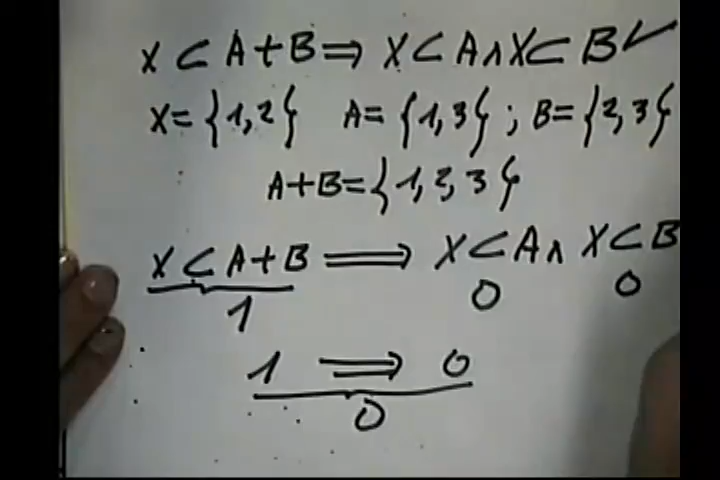 X ⊂ A + B ⇒ X ⊂ A ∧ X ⊂ B ✓
X = {1, 2} A = {1, 3} ; B = {2, 3}
A + B = {1, 2, 3}
X ⊂ A + B ⟹ X ⊂ A ∧ X ⊂ B
1 0 0
1 ⟹ 0
0